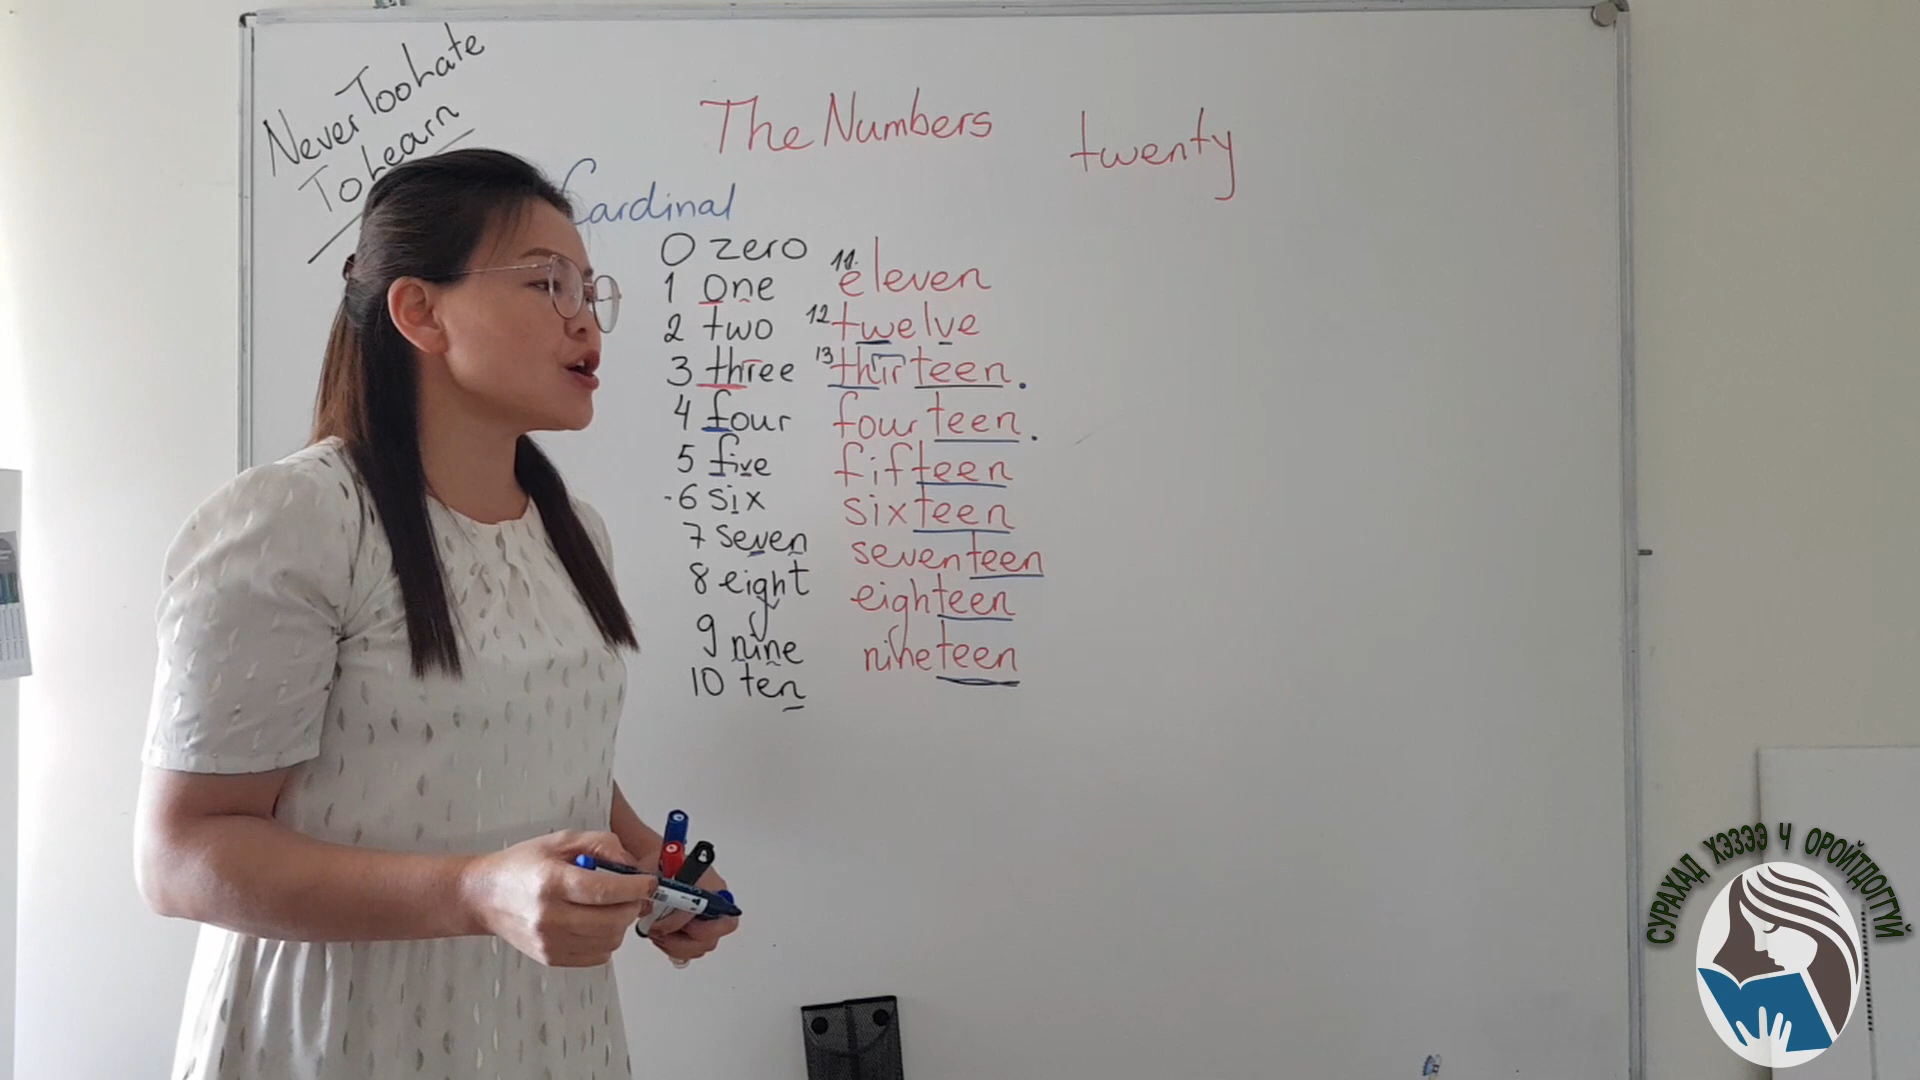 Never Too Late
To Learn
The Numbers
twenty
Cardinal
0 zero
1 one
2 two
3 three
4 four
5 five
6 six
7 seven
8 eight
9 nine
10 ten
11. eleven
12 twelve
13 thirteen.
fourteen.
fifteen
sixteen
seventeen
eighteen
nineteen
СУРАХАД ХЭЗЭЭ Ч ОРОЙТДОГГҮЙ